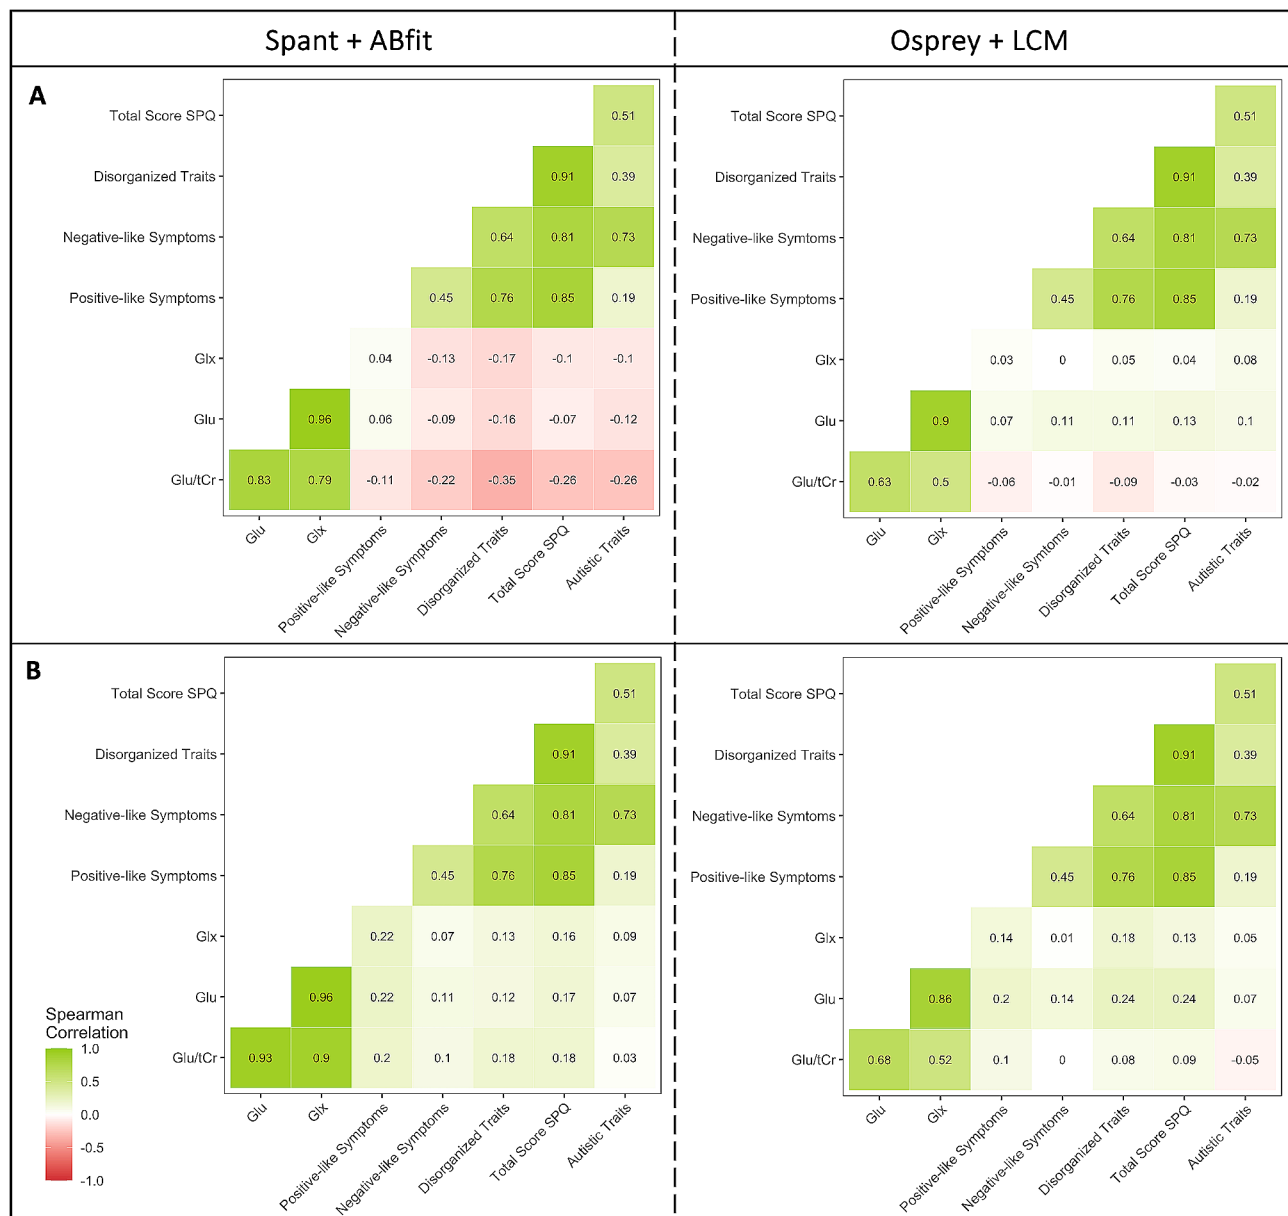 Spant + ABfit
Osprey + LCM
A
Total Score SPQ
0.51
Disorganized Traits
0.91 0.39
Negative-like Symptoms
0.64 0.81 0.73
Positive-like Symptoms
0.45 0.76 0.85 0.19
Glx
0.04 -0.13 -0.17 -0.1 -0.1
Glu
0.96 0.06 -0.09 -0.16 -0.07 -0.12
Glu/tCr
0.83 0.79 -0.11 -0.22 -0.35 -0.26 -0.26
Glu
Glx
Positive-like Symptoms
Negative-like Symptoms
Disorganized Traits
Total Score SPQ
Autistic Traits
Total Score SPQ
0.51
Disorganized Traits
0.91 0.39
Negative-like Symtoms
0.64 0.81 0.73
Positive-like Symptoms
0.45 0.76 0.85 0.19
Glx
0.03 0 0.05 0.04 0.08
Glu
0.9 0.07 0.11 0.11 0.13 0.1
Glu/tCr
0.63 0.5 -0.06 -0.01 -0.09 -0.03 -0.02
Glu
Glx
Positive-like Symptoms
Negative-like Symtoms
Disorganized Traits
Total Score SPQ
Autistic Traits
B
Total Score SPQ
0.51
Disorganized Traits
0.91 0.39
Negative-like Symptoms
0.64 0.81 0.73
Positive-like Symptoms
0.45 0.76 0.85 0.19
Glx
0.22 0.07 0.13 0.16 0.09
Glu
0.96 0.22 0.11 0.12 0.17 0.07
Glu/tCr
0.93 0.9 0.2 0.1 0.18 0.18 0.03
Glu
Glx
Positive-like Symptoms
Negative-like Symptoms
Disorganized Traits
Total Score SPQ
Autistic Traits
Spearman
Correlation
1.0
0.5
0.0
-0.5
-1.0
Total Score SPQ
0.51
Disorganized Traits
0.91 0.39
Negative-like Symtoms
0.64 0.81 0.73
Positive-like Symptoms
0.45 0.76 0.85 0.19
Glx
0.14 0.01 0.18 0.13 0.05
Glu
0.86 0.2 0.14 0.24 0.24 0.07
Glu/tCr
0.68 0.52 0.1 0 0.08 0.09 -0.05
Glu
Glx
Positive-like Symptoms
Negative-like Symtoms
Disorganized Traits
Total Score SPQ
Autistic Traits